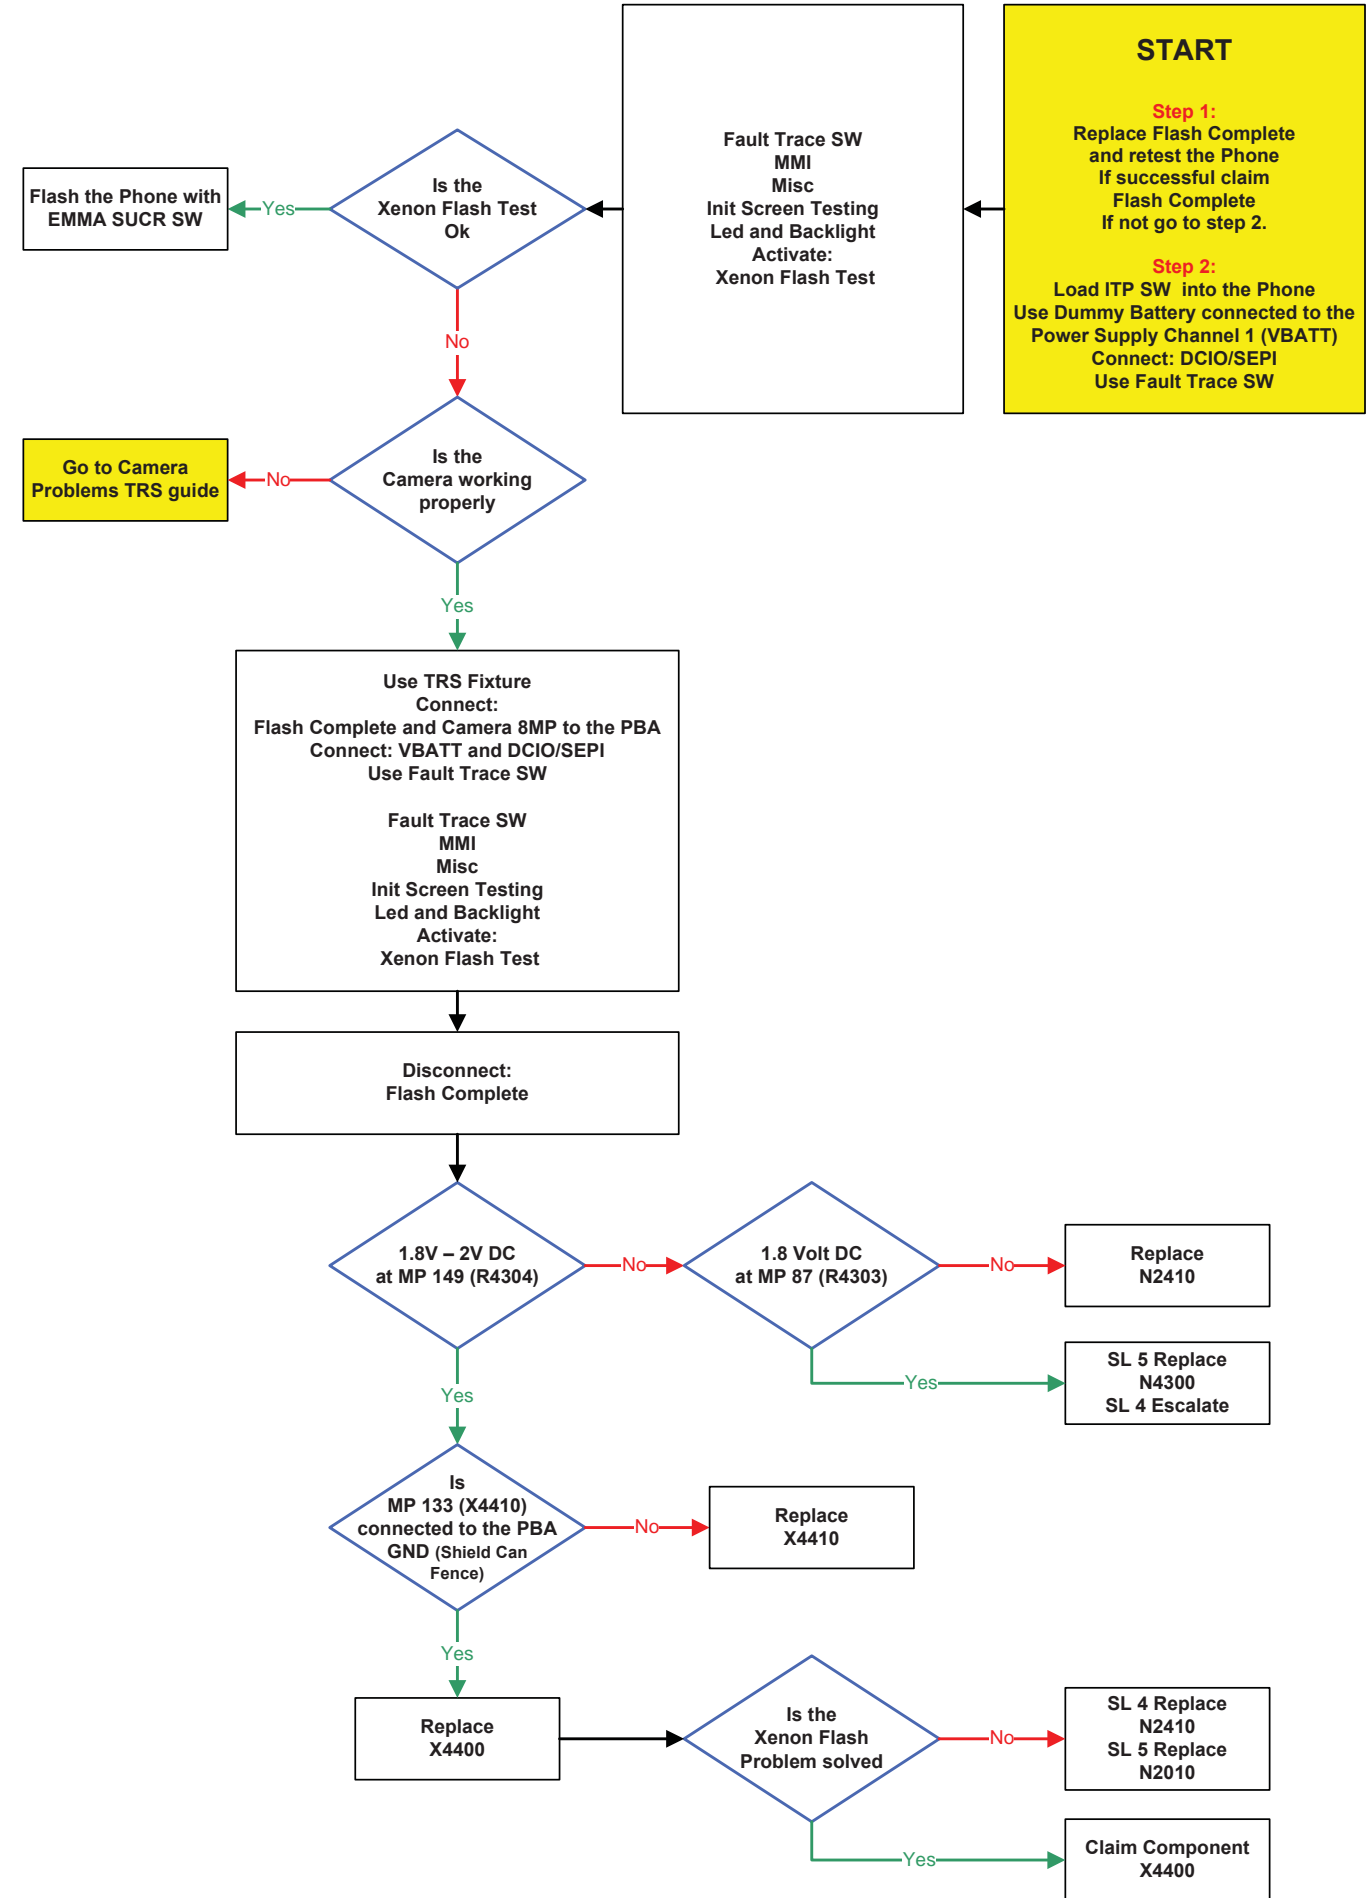 START
Step 1:
Replace Flash Complete
and retest the Phone
If successful claim
Flash Complete
If not go to step 2.
Step 2:
Load ITP SW into the Phone
Use Dummy Battery connected to the
Power Supply Channel 1 (VBATT)
Connect: DCIO/SEPI
Use Fault Trace SW
Fault Trace SW
MMI
Misc
Init Screen Testing
Led and Backlight
Activate:
Xenon Flash Test
Is the
Xenon Flash Test
Ok
Yes
Flash the Phone with
EMMA SUCR SW
No
Is the
Camera working
properly
No
Go to Camera
Problems TRS guide
Yes
Use TRS Fixture
Connect:
Flash Complete and Camera 8MP to the PBA
Connect: VBATT and DCIO/SEPI
Use Fault Trace SW
Fault Trace SW
MMI
Misc
Init Screen Testing
Led and Backlight
Activate:
Xenon Flash Test
Disconnect:
Flash Complete
1.8V – 2V DC
at MP 149 (R4304)
No
1.8 Volt DC
at MP 87 (R4303)
No
Replace
N2410
Yes
SL 5 Replace
N4300
SL 4 Escalate
Yes
Is
MP 133 (X4410)
connected to the PBA
GND (Shield Can
Fence)
No
Replace
X4410
Yes
Replace
X4400
Is the
Xenon Flash
Problem solved
No
SL 4 Replace
N2410
SL 5 Replace
N2010
Yes
Claim Component
X4400